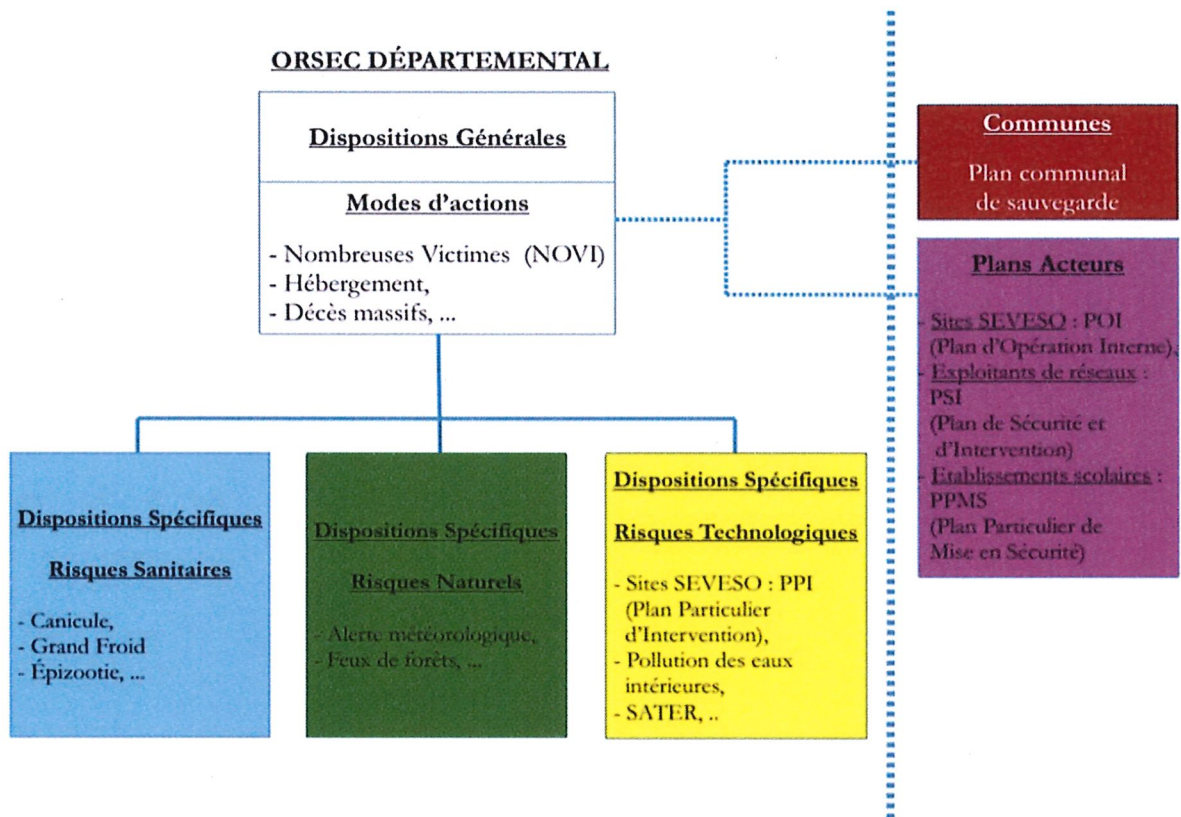 ORSEC DÉPARTEMENTAL
Dispositions Générales
Modes d'actions
- Nombreuses Victimes (NOVI)
- Hébergement,
- Décès massifs, ...
Dispositions Spécifiques
Risques Sanitaires
- Canicule,
- Grand Froid
- Épizootie, ...
Dispositions Spécifiques
Risques Naturels
- Alerte météorologique,
- Feux de forêts, ...
Dispositions Spécifiques
Risques Technologiques
- Sites SEVESO : PPI
(Plan Particulier
d'Intervention),
- Pollution des eaux
intérieures,
- SATER, ..
Communes
Plan communal
de sauvegarde
Plans Acteurs
- Sites SEVESO : POI
(Plan d'Opération Interne),
- Exploitants de réseaux :
PSI
(Plan de Sécurité et
d'Intervention)
- Etablissements scolaires :
PPMS
(Plan Particulier de
Mise en Sécurité)